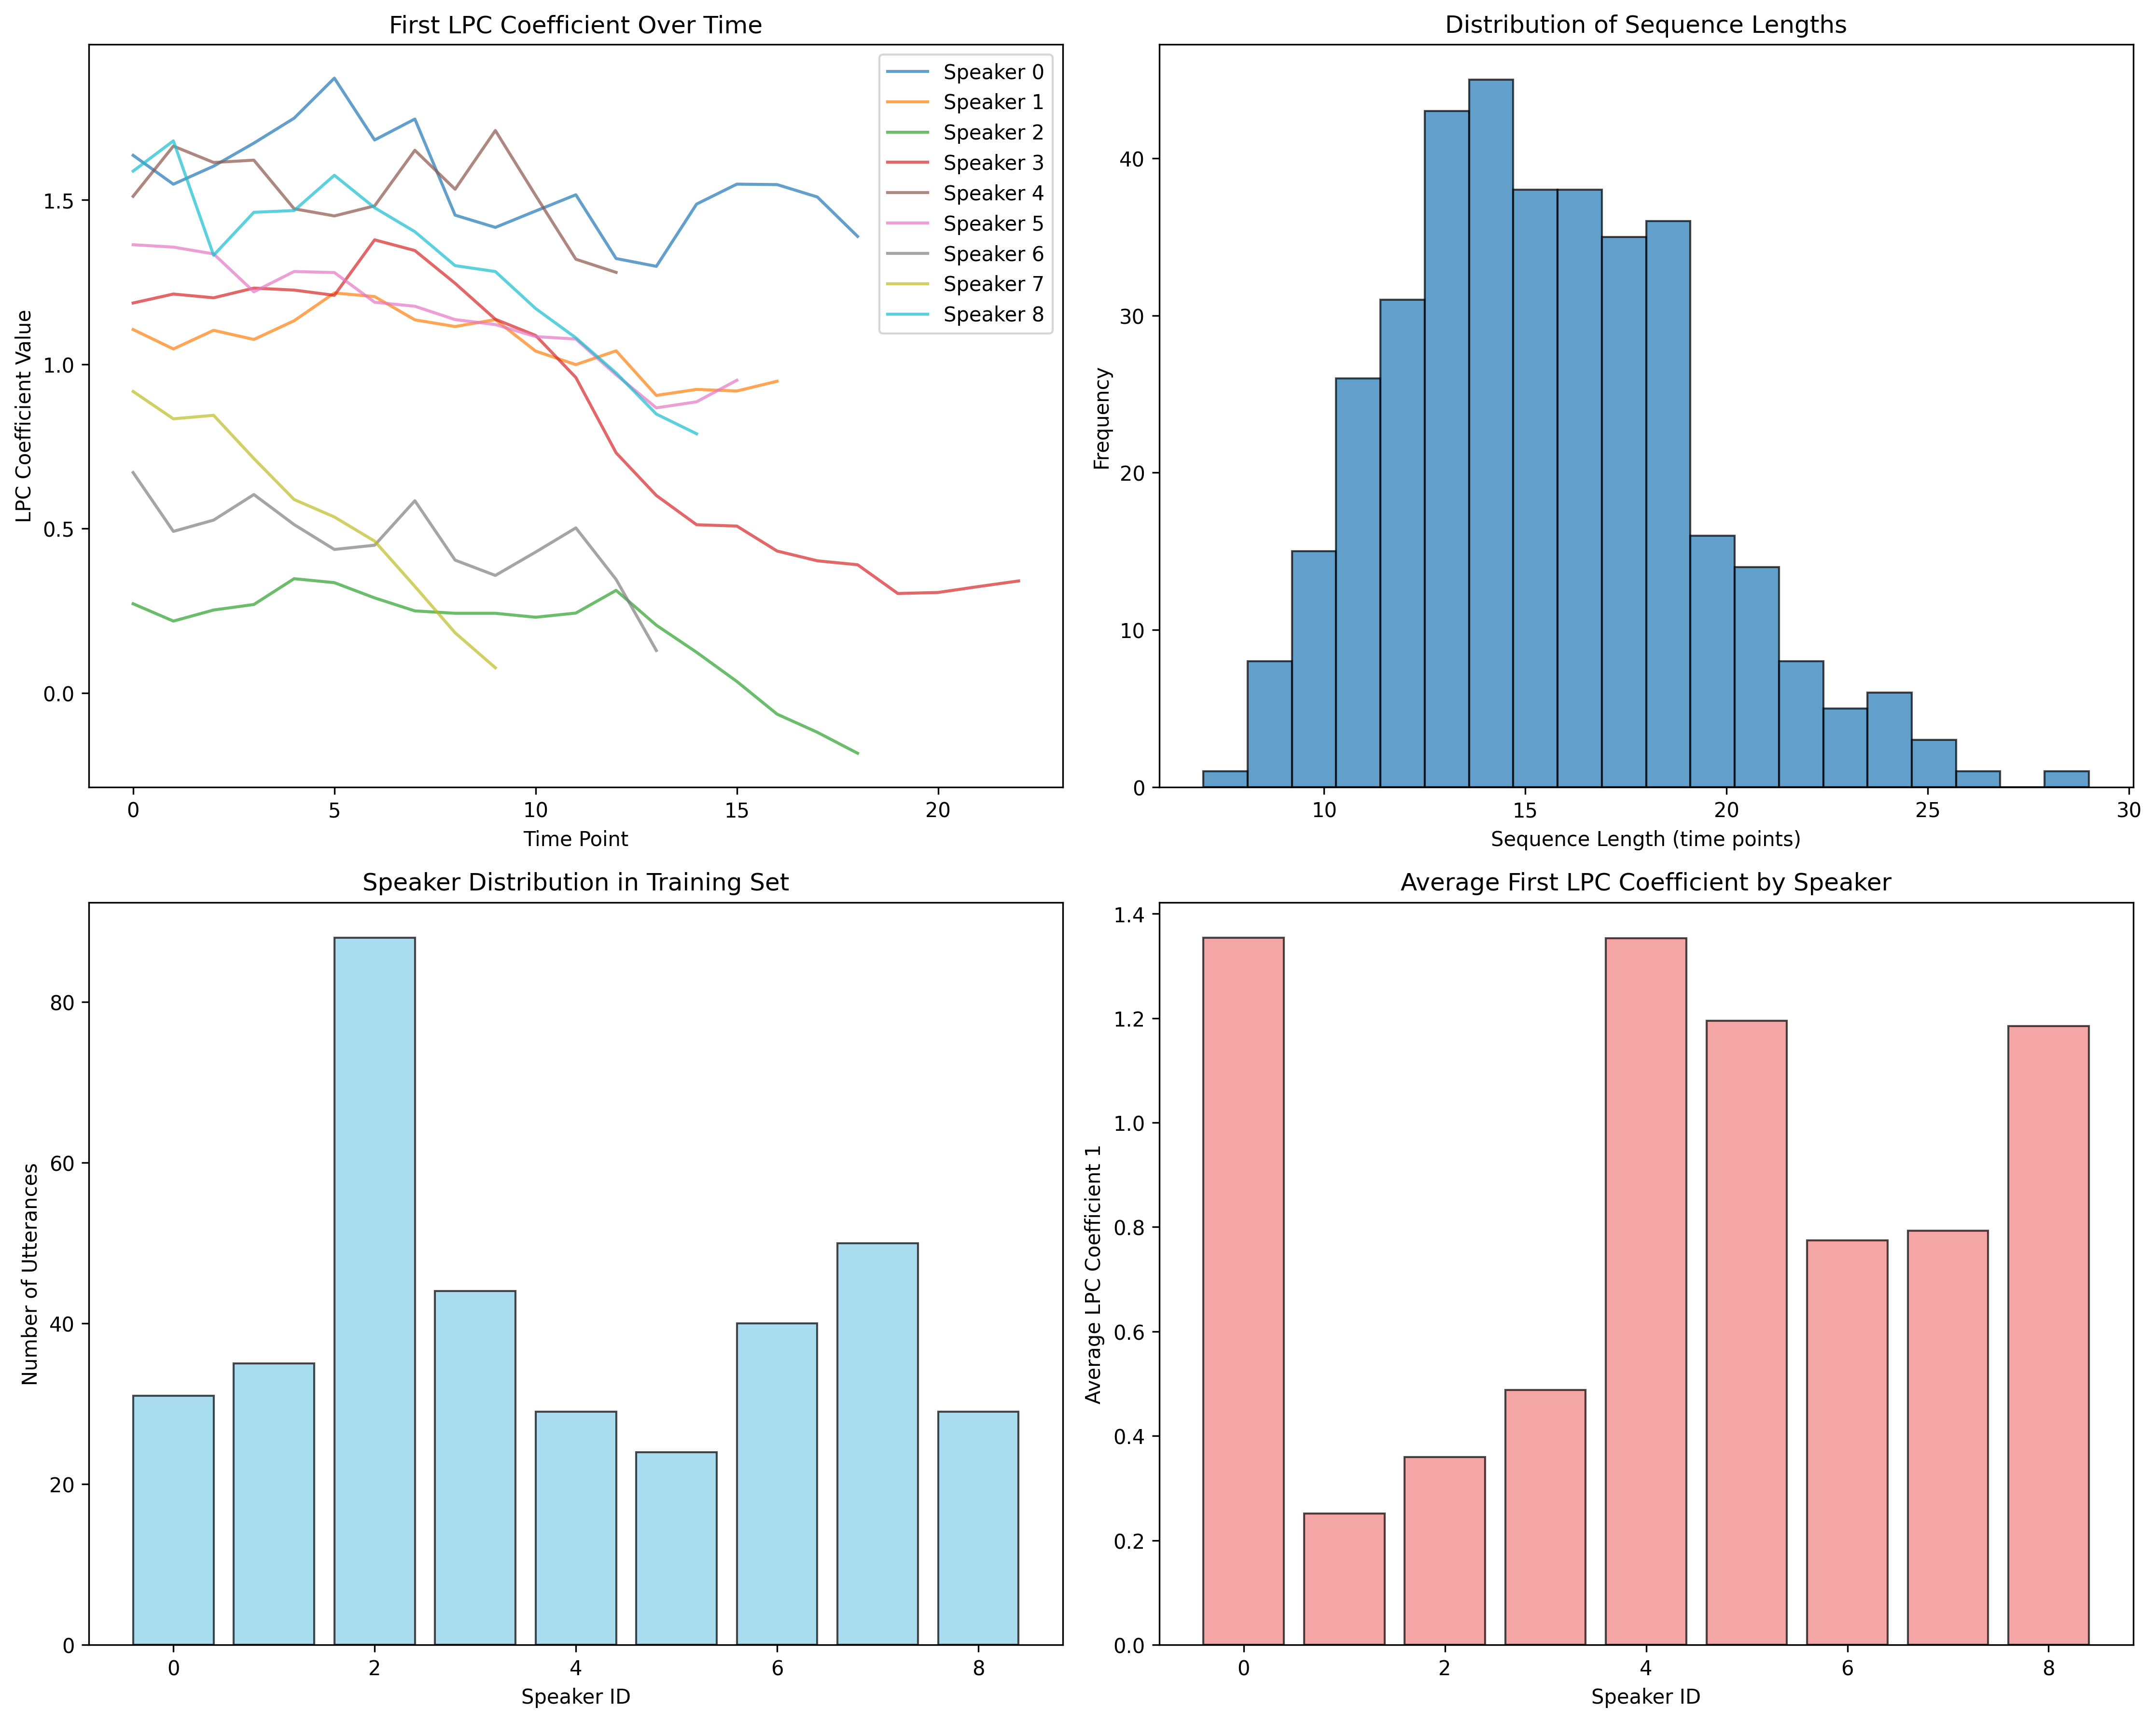 First LPC Coefficient Over Time
LPC Coefficient Value
1.5
1.0
0.5
0.0
0 5 10 15 20
Time Point
Speaker 0
Speaker 1
Speaker 2
Speaker 3
Speaker 4
Speaker 5
Speaker 6
Speaker 7
Speaker 8
Distribution of Sequence Lengths
Frequency
40
30
20
10
0
10 15 20 25 30
Sequence Length (time points)
Speaker Distribution in Training Set
Number of Utterances
80
60
40
20
0
0 2 4 6 8
Speaker ID
Average First LPC Coefficient by Speaker
Average LPC Coefficient 1
1.4
1.2
1.0
0.8
0.6
0.4
0.2
0.0
0 2 4 6 8
Speaker ID